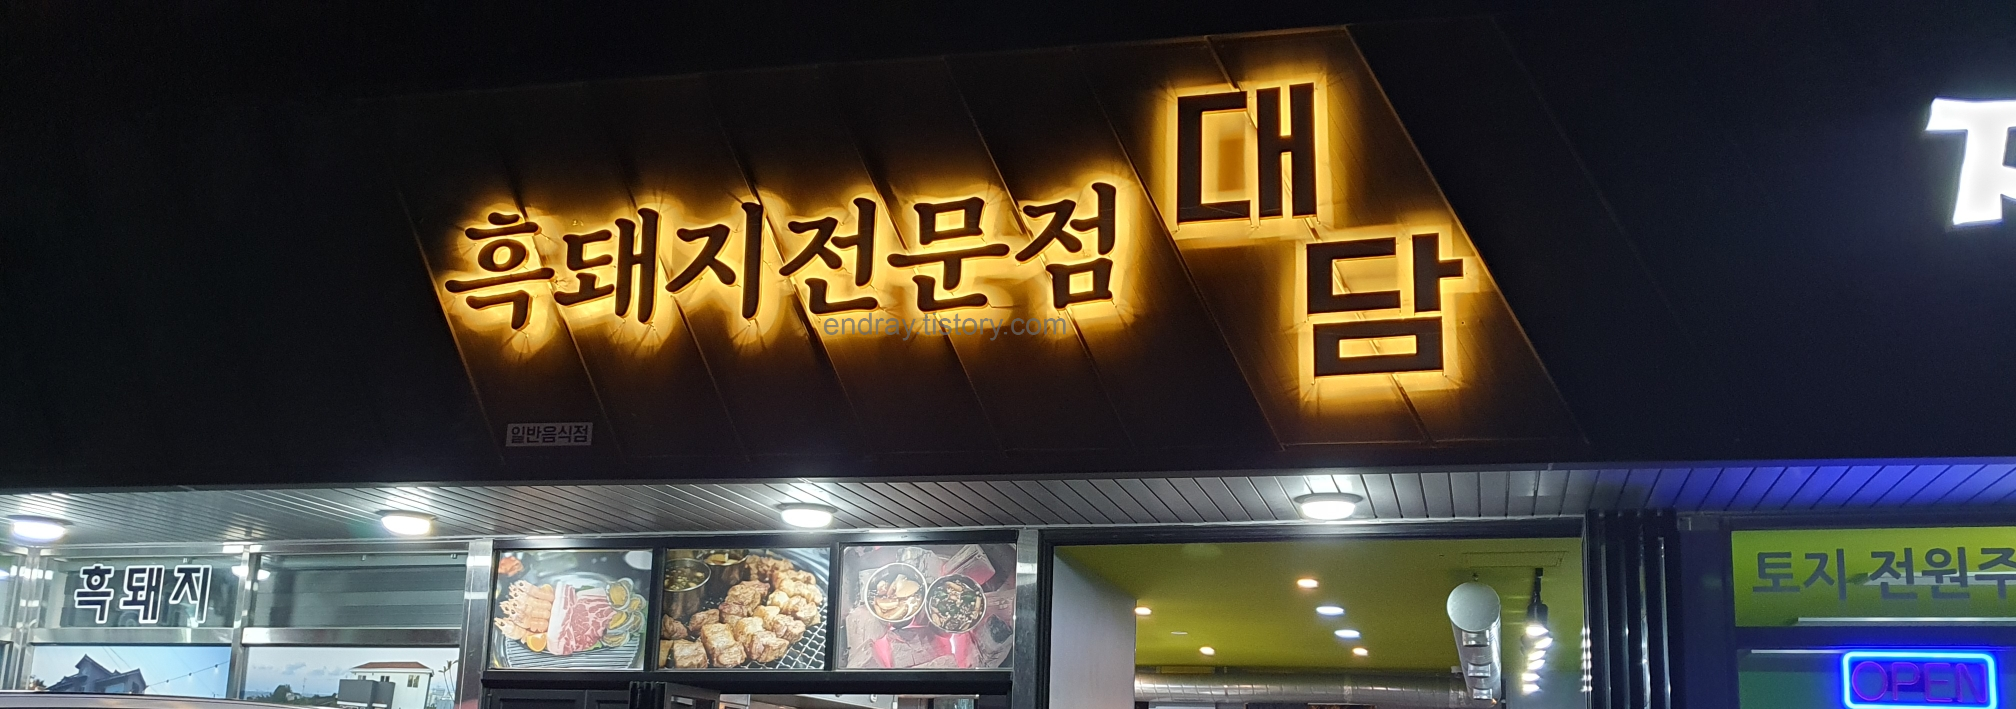 흑돼지전문점 대담
endray.tistory.com
일반음식점
흑돼지
토지 전원주
OPEN